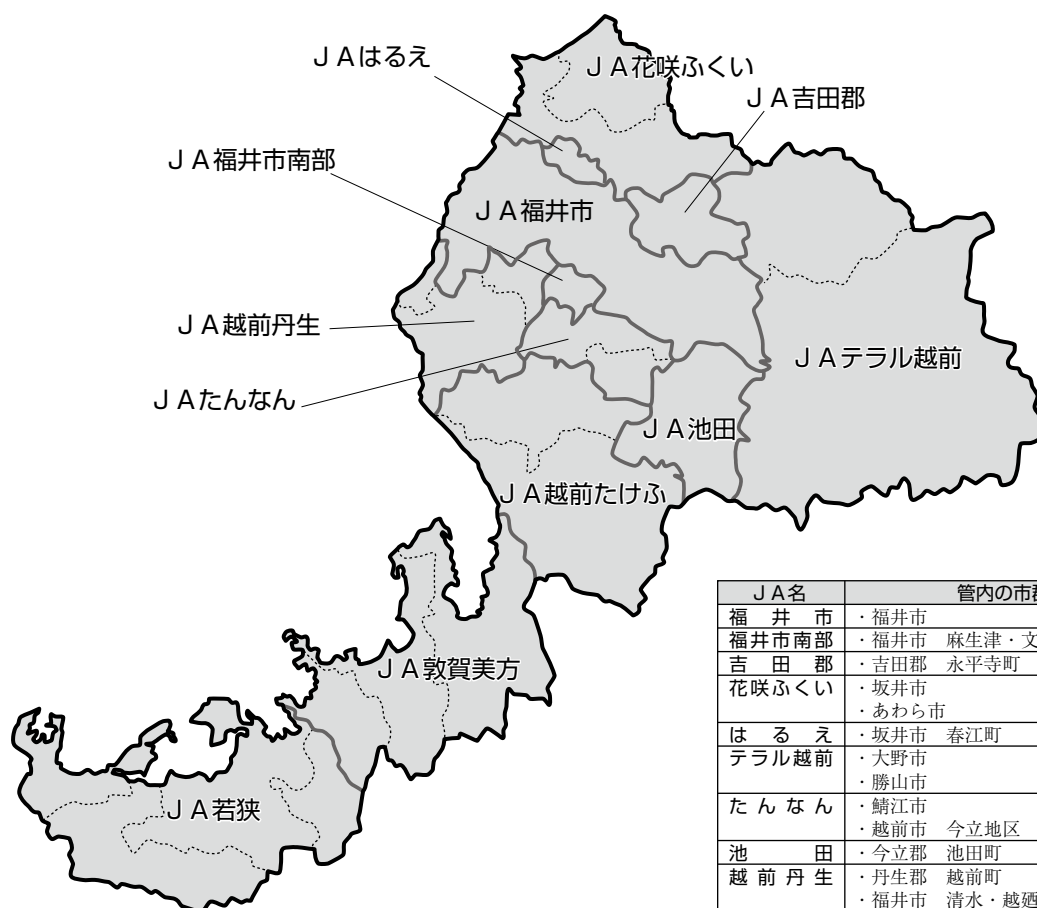 JAはるえ
JA花咲ふくい
JA吉田郡
JA福井市南部
JA福井市
JA越前丹生
JAテラル越前
JAたんなん
JA池田
JA越前たけふ
JA敦賀美方
JA若狭
JA名 管内の市
福井市 ・福井市
福井市南部 ・福井市 麻生津・文
吉田郡 ・吉田郡 永平寺町
花咲ふくい ・坂井市
・あわら市
はるえ ・坂井市 春江町
テラル越前 ・大野市
・勝山市
たんなん ・鯖江市
・越前市 今立地区
池田 ・今立郡 池田町
越前丹生 ・丹生郡 越前町
・福井市 清水・越廼